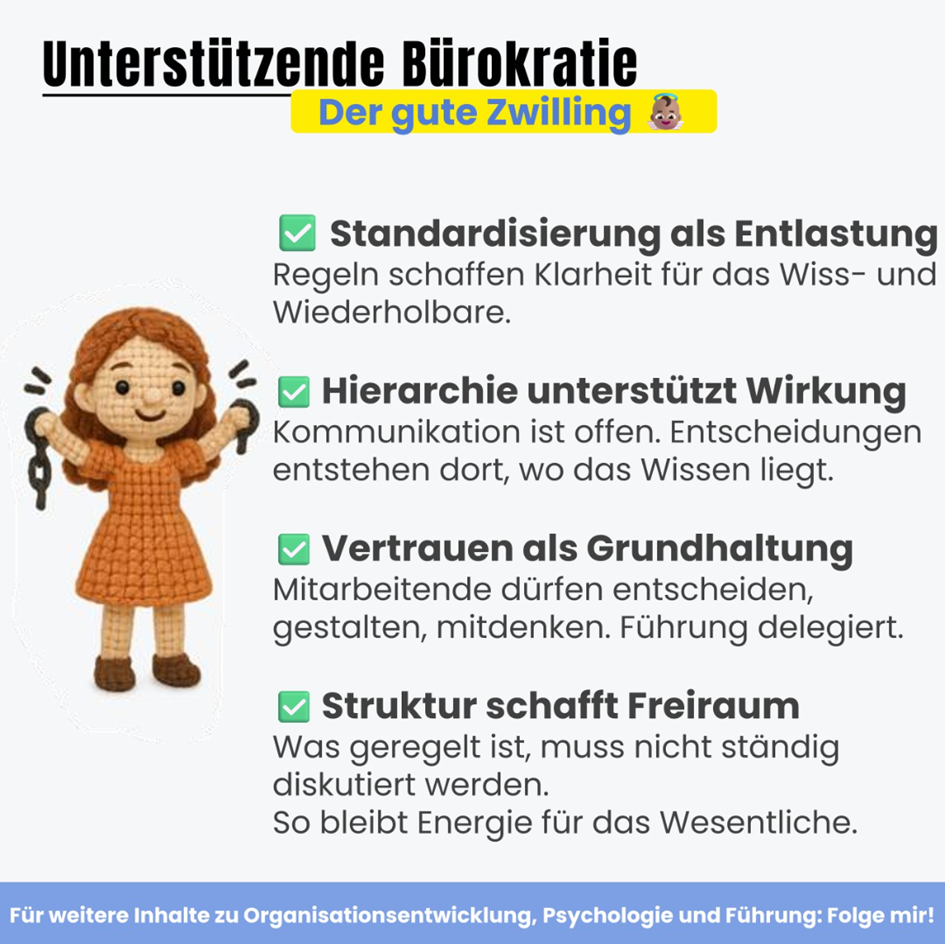 Unterstützende Bürokratie
Der gute Zwilling 👼🏽
✅ Standardisierung als Entlastung
Regeln schaffen Klarheit für das Wiss- und
Wiederholbare.
✅ Hierarchie unterstützt Wirkung
Kommunikation ist offen. Entscheidungen
entstehen dort, wo das Wissen liegt.
✅ Vertrauen als Grundhaltung
Mitarbeitende dürfen entscheiden,
gestalten, mitdenken. Führung delegiert.
✅ Struktur schafft Freiraum
Was geregelt ist, muss nicht ständig
diskutiert werden.
So bleibt Energie für das Wesentliche.
Für weitere Inhalte zu Organisationsentwicklung, Psychologie und Führung: Folge mir!